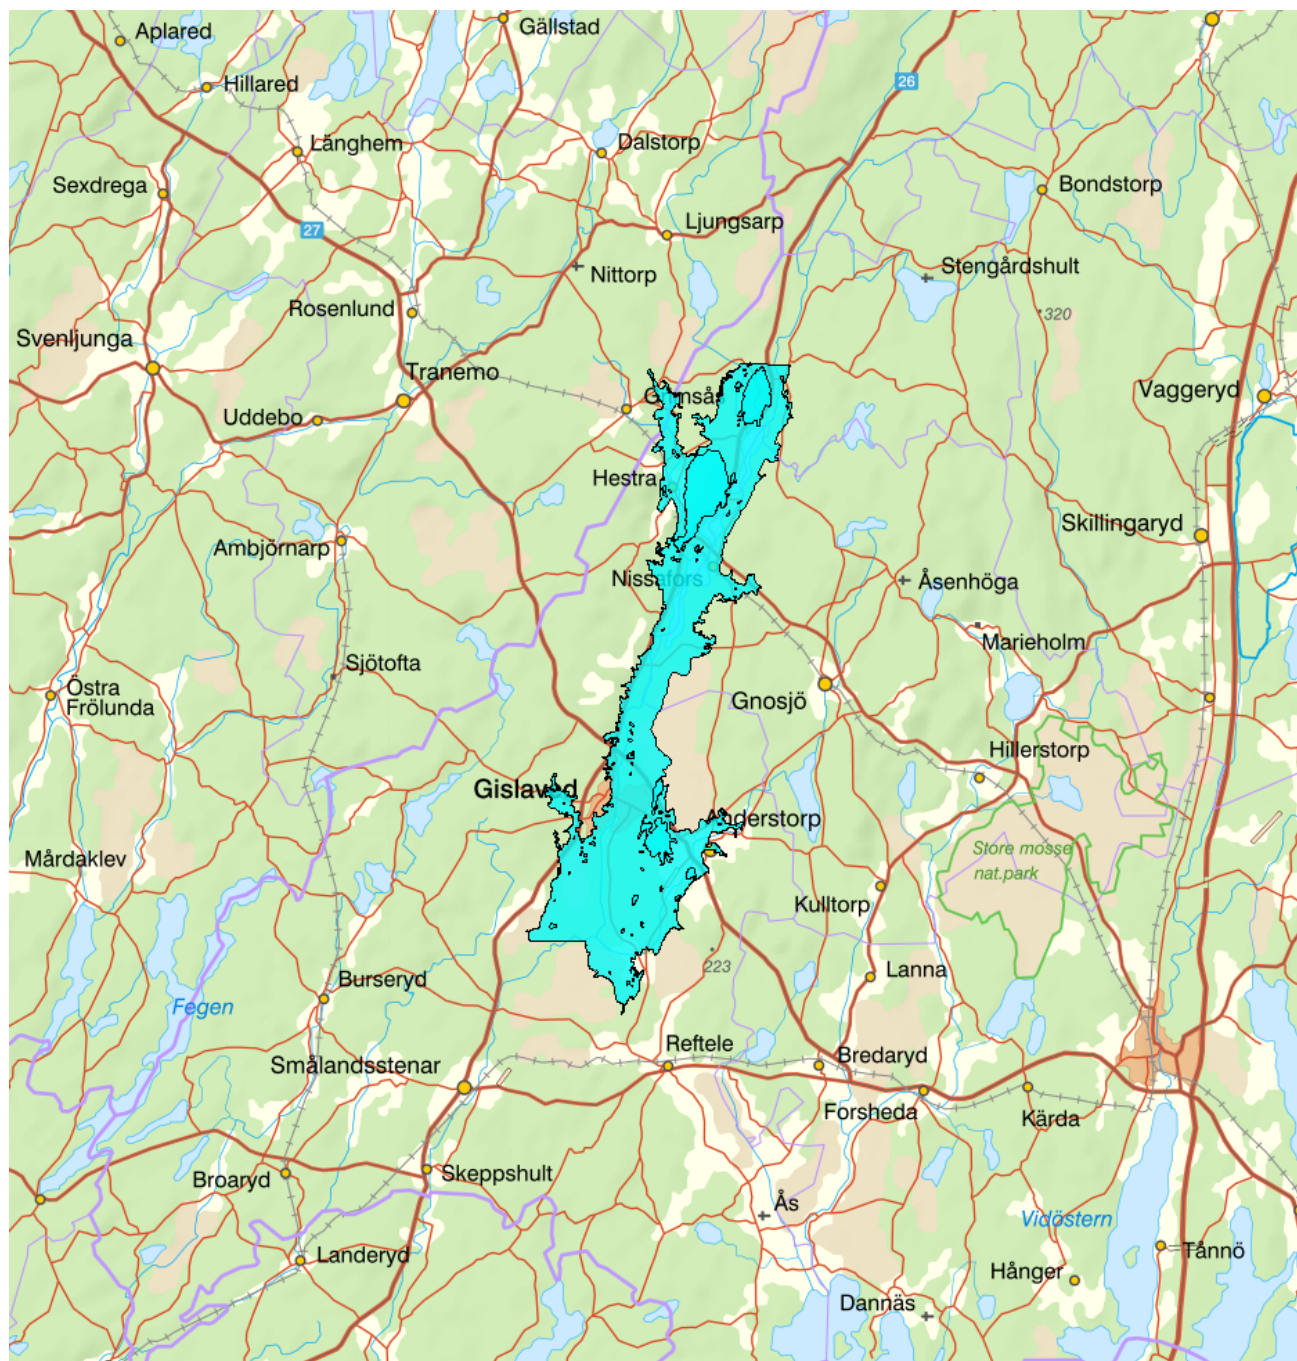 Aplared
Gällstad
Hillared
26
Länghem
Dalstorp
Sexdrega
Bondstorp
Ljungsarp
27
Nittorp
Stengårdshult
Rosenlund
320
Svenljunga
Tranemo
Vaggeryd
Uddebo
Hestra
Skillingaryd
Ambjörnarp
Nissafors
Åsenhöga
Marieholm
Sjötofta
Östra
Frölunda
Gnosjö
Hillerstorp
Gislaved
Anderstorp
Mårdaklev
Store mosse
nat.park
Kulltorp
223
Lanna
Burseryd
Fegen
Reftele
Bredaryd
Smålandsstenar
Forsheda
Kärda
Broaryd
Skeppshult
Ås
Vidöstern
Landeryd
Tånnö
Hånger
Dannäs